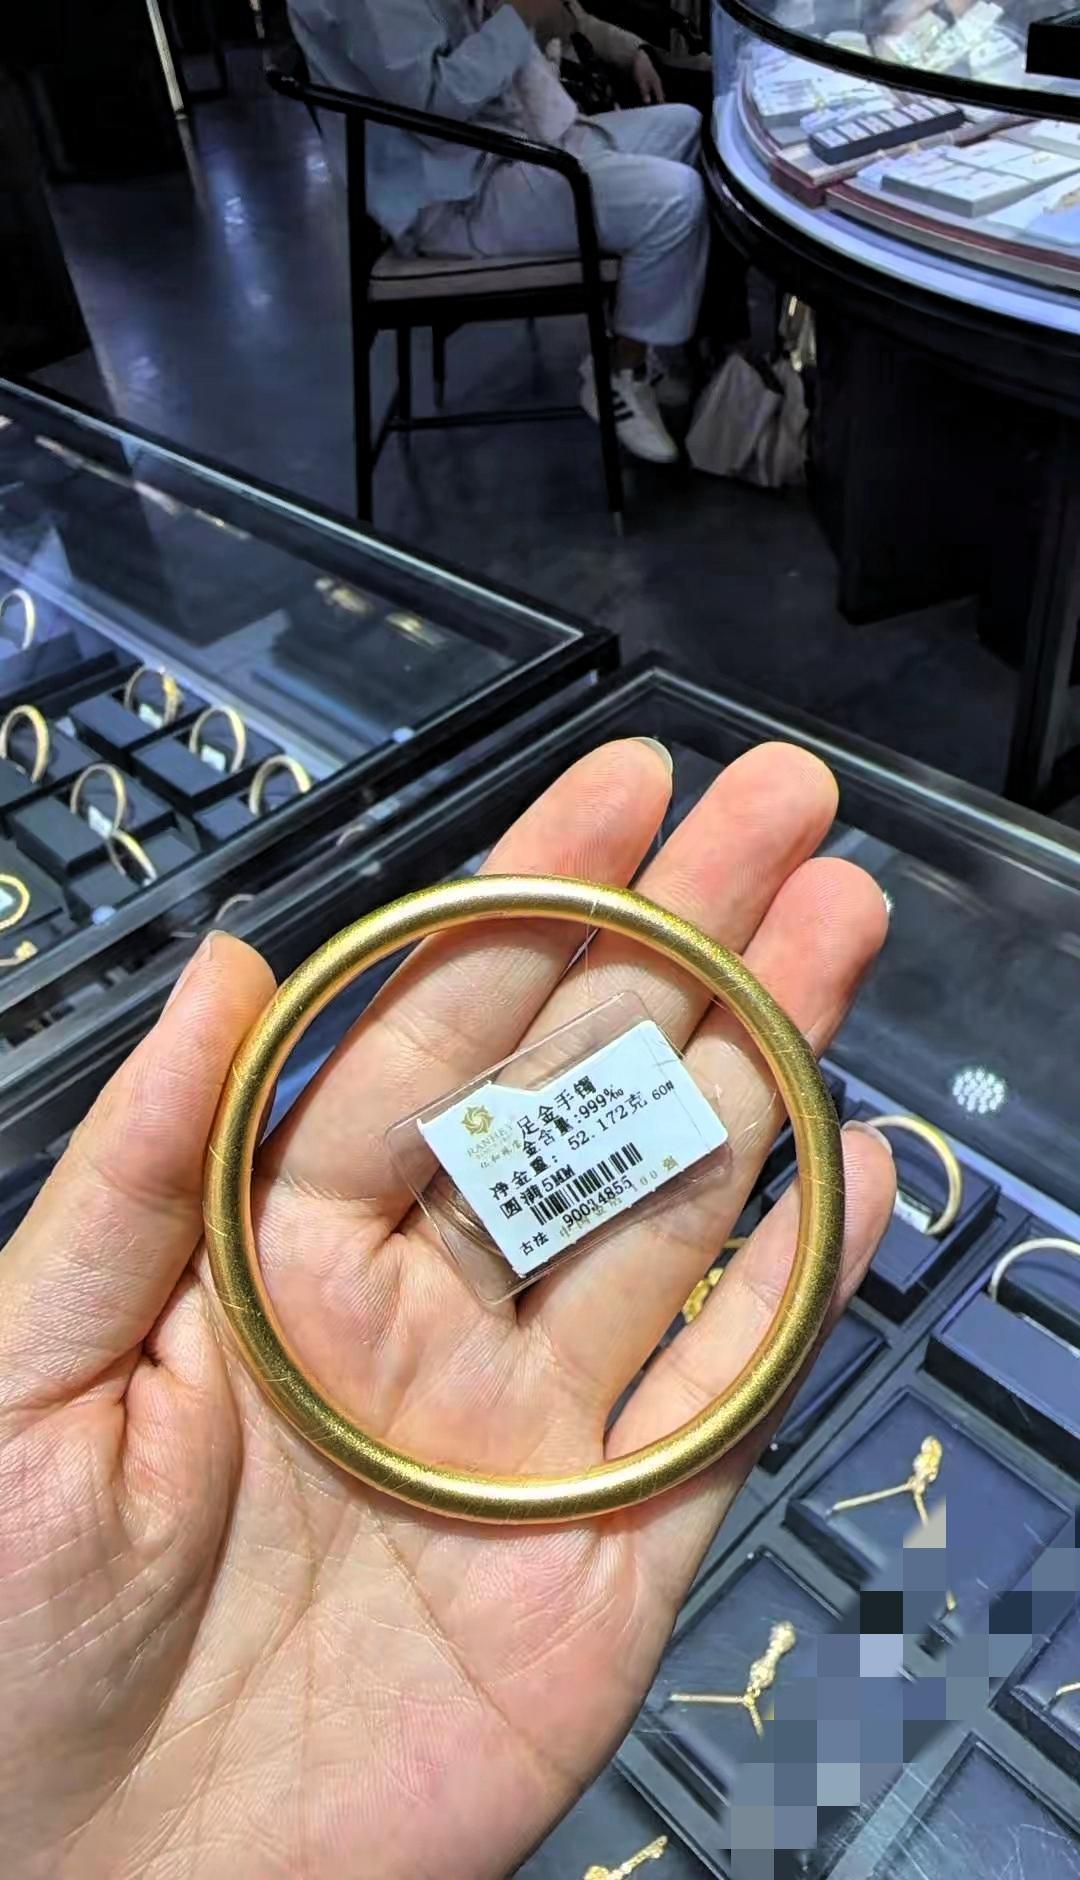 RANHEY
足金手镯
金含量:999‰
净金重: 52.172克 60#
圆满5MM
90034855
古法